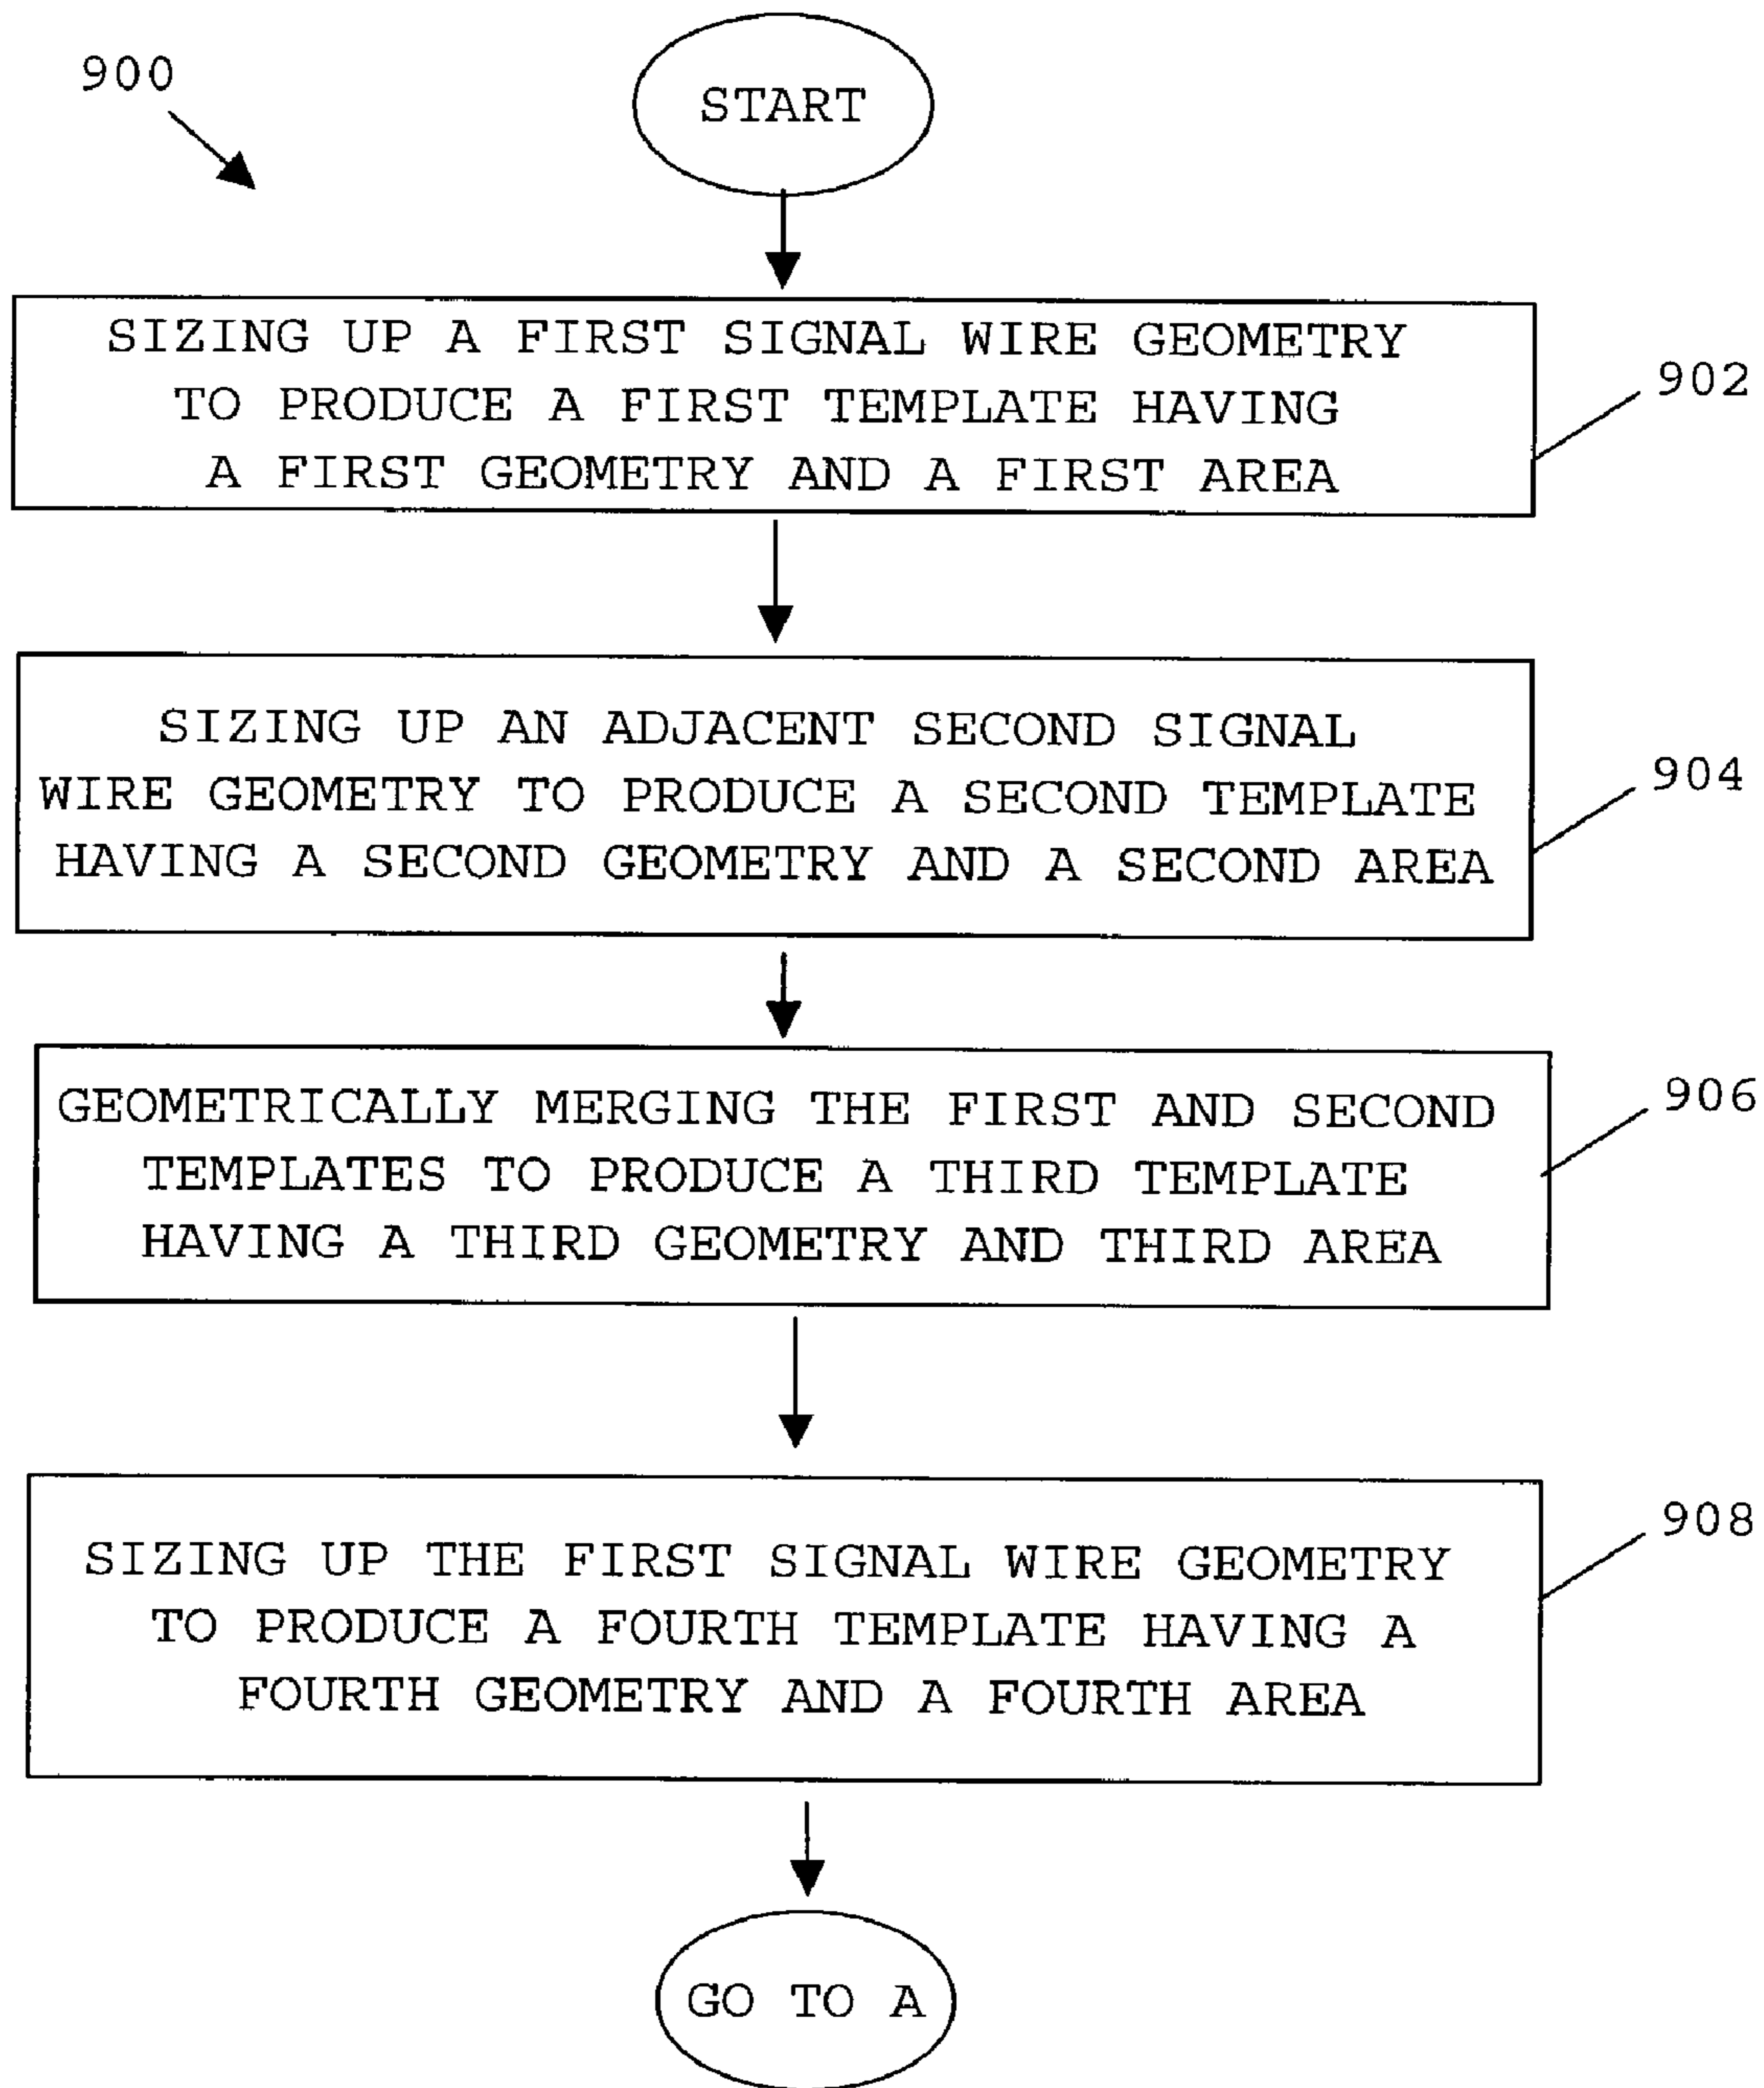 900
START
SIZING UP A FIRST SIGNAL WIRE GEOMETRY
TO PRODUCE A FIRST TEMPLATE HAVING
A FIRST GEOMETRY AND A FIRST AREA
902
SIZING UP AN ADJACENT SECOND SIGNAL
WIRE GEOMETRY TO PRODUCE A SECOND TEMPLATE
HAVING A SECOND GEOMETRY AND A SECOND AREA
904
GEOMETRICALLY MERGING THE FIRST AND SECOND
TEMPLATES TO PRODUCE A THIRD TEMPLATE
HAVING A THIRD GEOMETRY AND THIRD AREA
906
SIZING UP THE FIRST SIGNAL WIRE GEOMETRY
TO PRODUCE A FOURTH TEMPLATE HAVING A
FOURTH GEOMETRY AND A FOURTH AREA
908
GO TO A